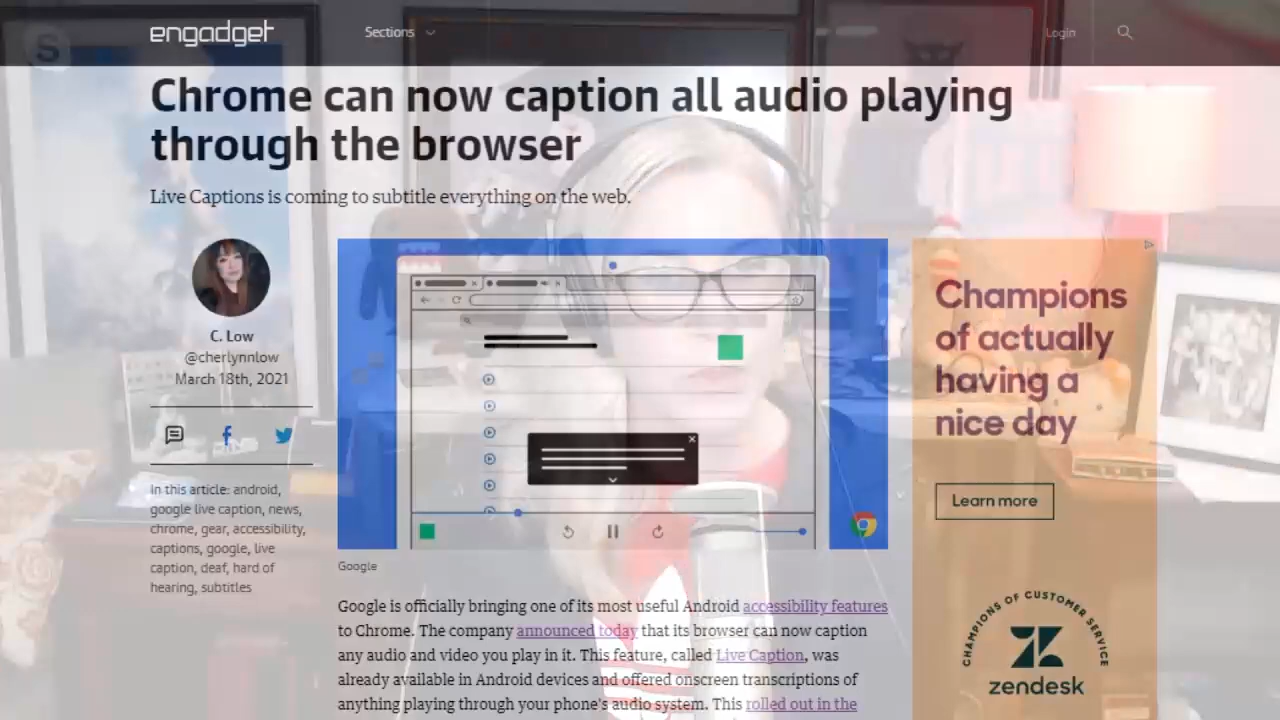 engadget
Sections
Login
S
Chrome can now caption all audio playing
through the browser
Live Captions is coming to subtitle everything on the web.
C. Low
@cherlynnlow
March 18th, 2021
In this article: android,
google live caption, news,
chrome, gear, accessibility,
captions, google, live
caption, deaf, hard of
hearing, subtitles
Google
Google is officially bringing one of its most useful Android accessibility features
to Chrome. The company announced today that its browser can now caption
any audio and video you play in it. This feature, called Live Caption, was
already available in Android devices and offered onscreen transcriptions of
anything playing through your phone's audio system. This rolled out in the
Champions
of actually
having a
nice day
Learn more
CHAMPIONS OF CUSTOMER SERVICE
zendesk